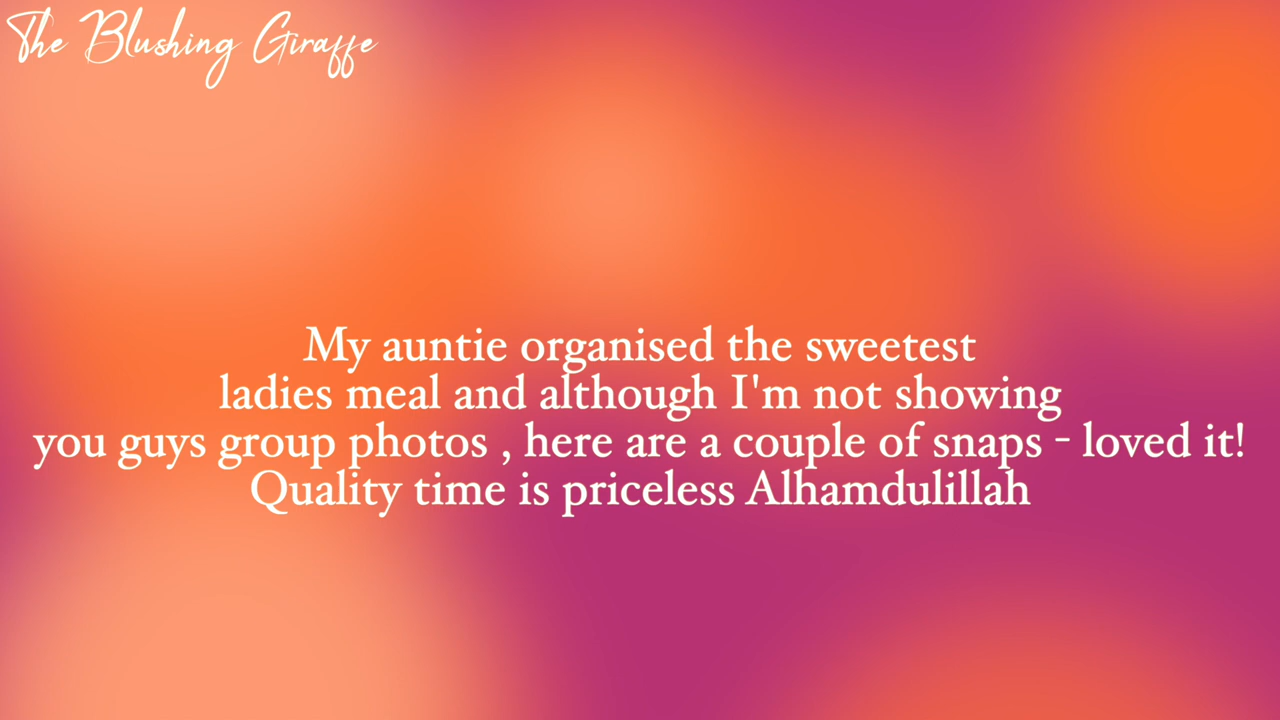 The Blushing Giraffe
My auntie organised the sweetest
ladies meal and although I'm not showing
you guys group photos , here are a couple of snaps - loved it!
Quality time is priceless Alhamdulillah